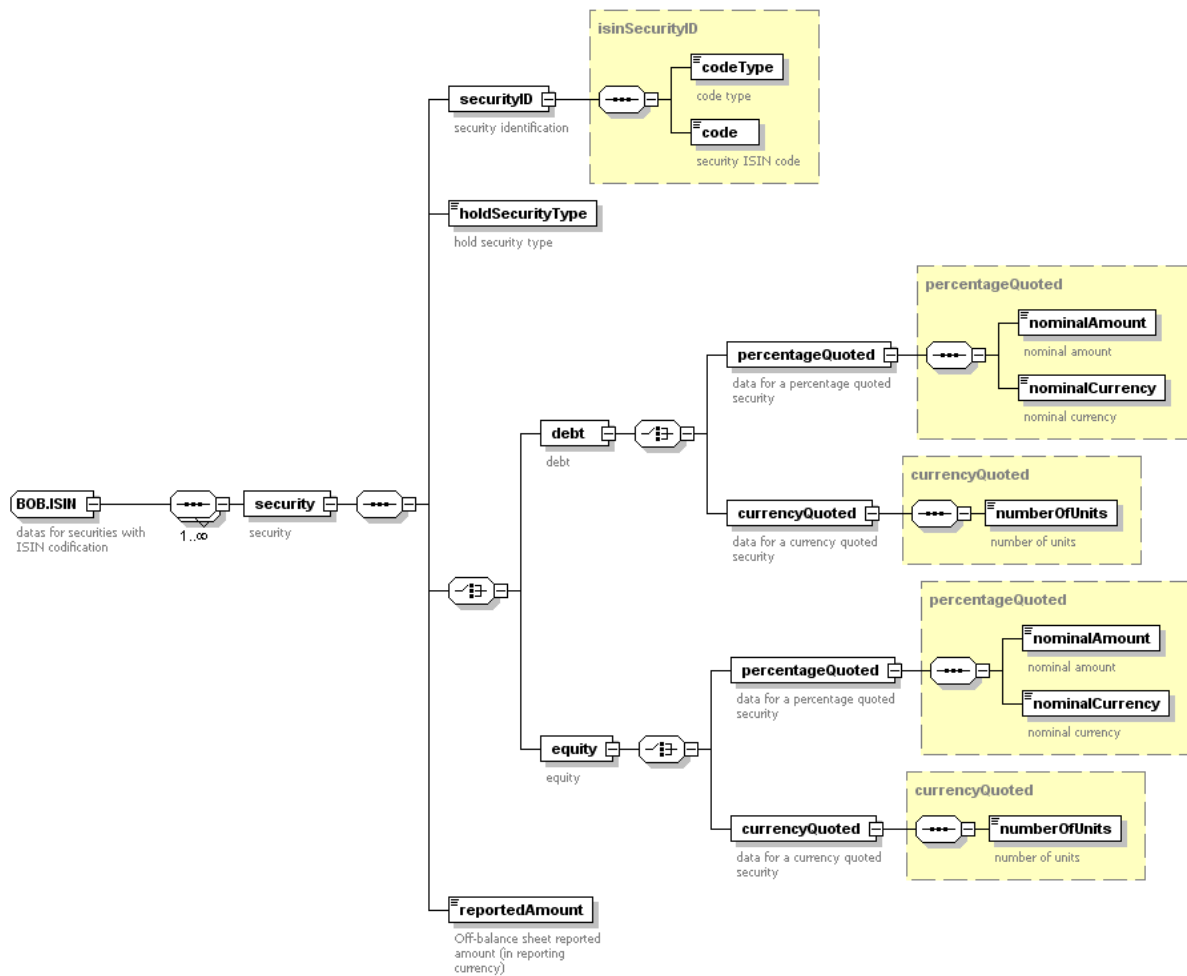 isinSecurityID
codeType
code type
securityID
security identification
code
security ISIN code
holdSecurityType
hold security type
percentageQuoted
nominalAmount
nominal amount
percentageQuoted
data for a percentage quoted
security
nominalCurrency
nominal currency
debt
debt
currencyQuoted
currencyQuoted
data for a currency quoted
security
numberOfUnits
number of units
BOB.ISIN
datas for securities with
ISIN codification
1..∞
security
security
percentageQuoted
nominalAmount
nominal amount
percentageQuoted
data for a percentage quoted
security
nominalCurrency
nominal currency
equity
equity
currencyQuoted
currencyQuoted
data for a currency quoted
security
numberOfUnits
number of units
reportedAmount
Off-balance sheet reported
amount (in reporting
currency)